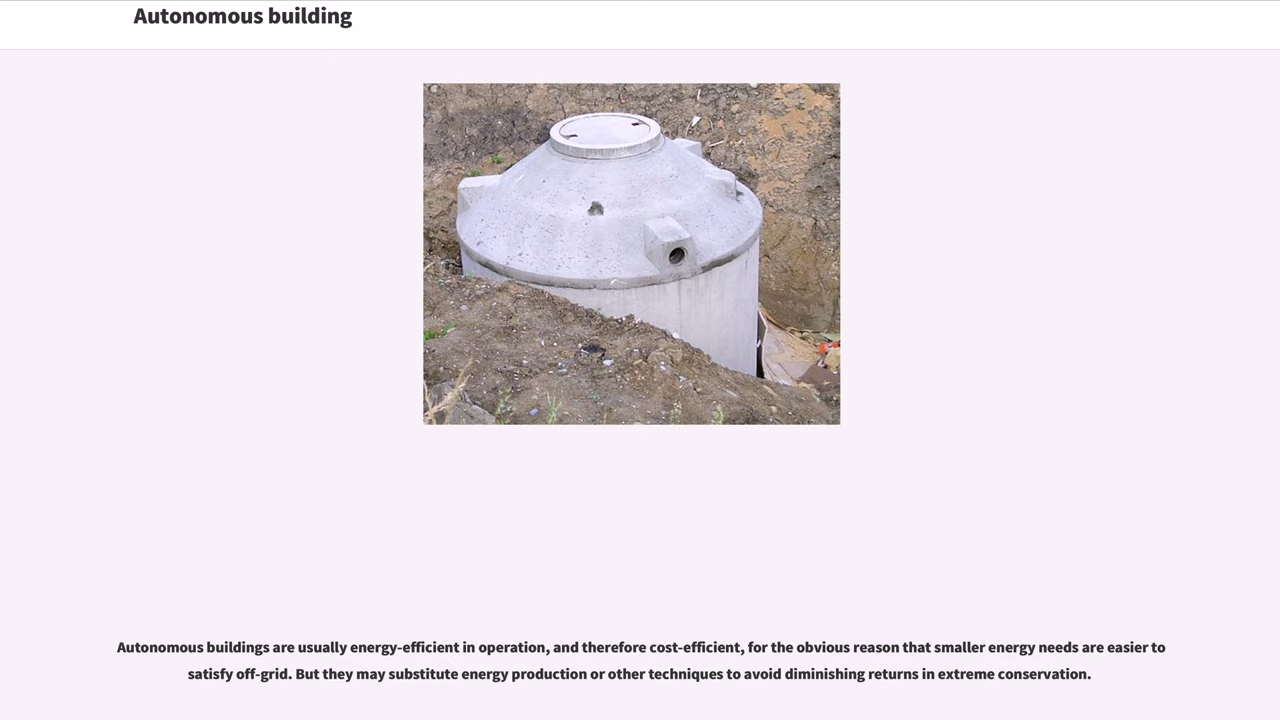 Autonomous building
Autonomous buildings are usually energy-efficient in operation, and therefore cost-efficient, for the obvious reason that smaller energy needs are easier to
satisfy off-grid. But they may substitute energy production or other techniques to avoid diminishing returns in extreme conservation.